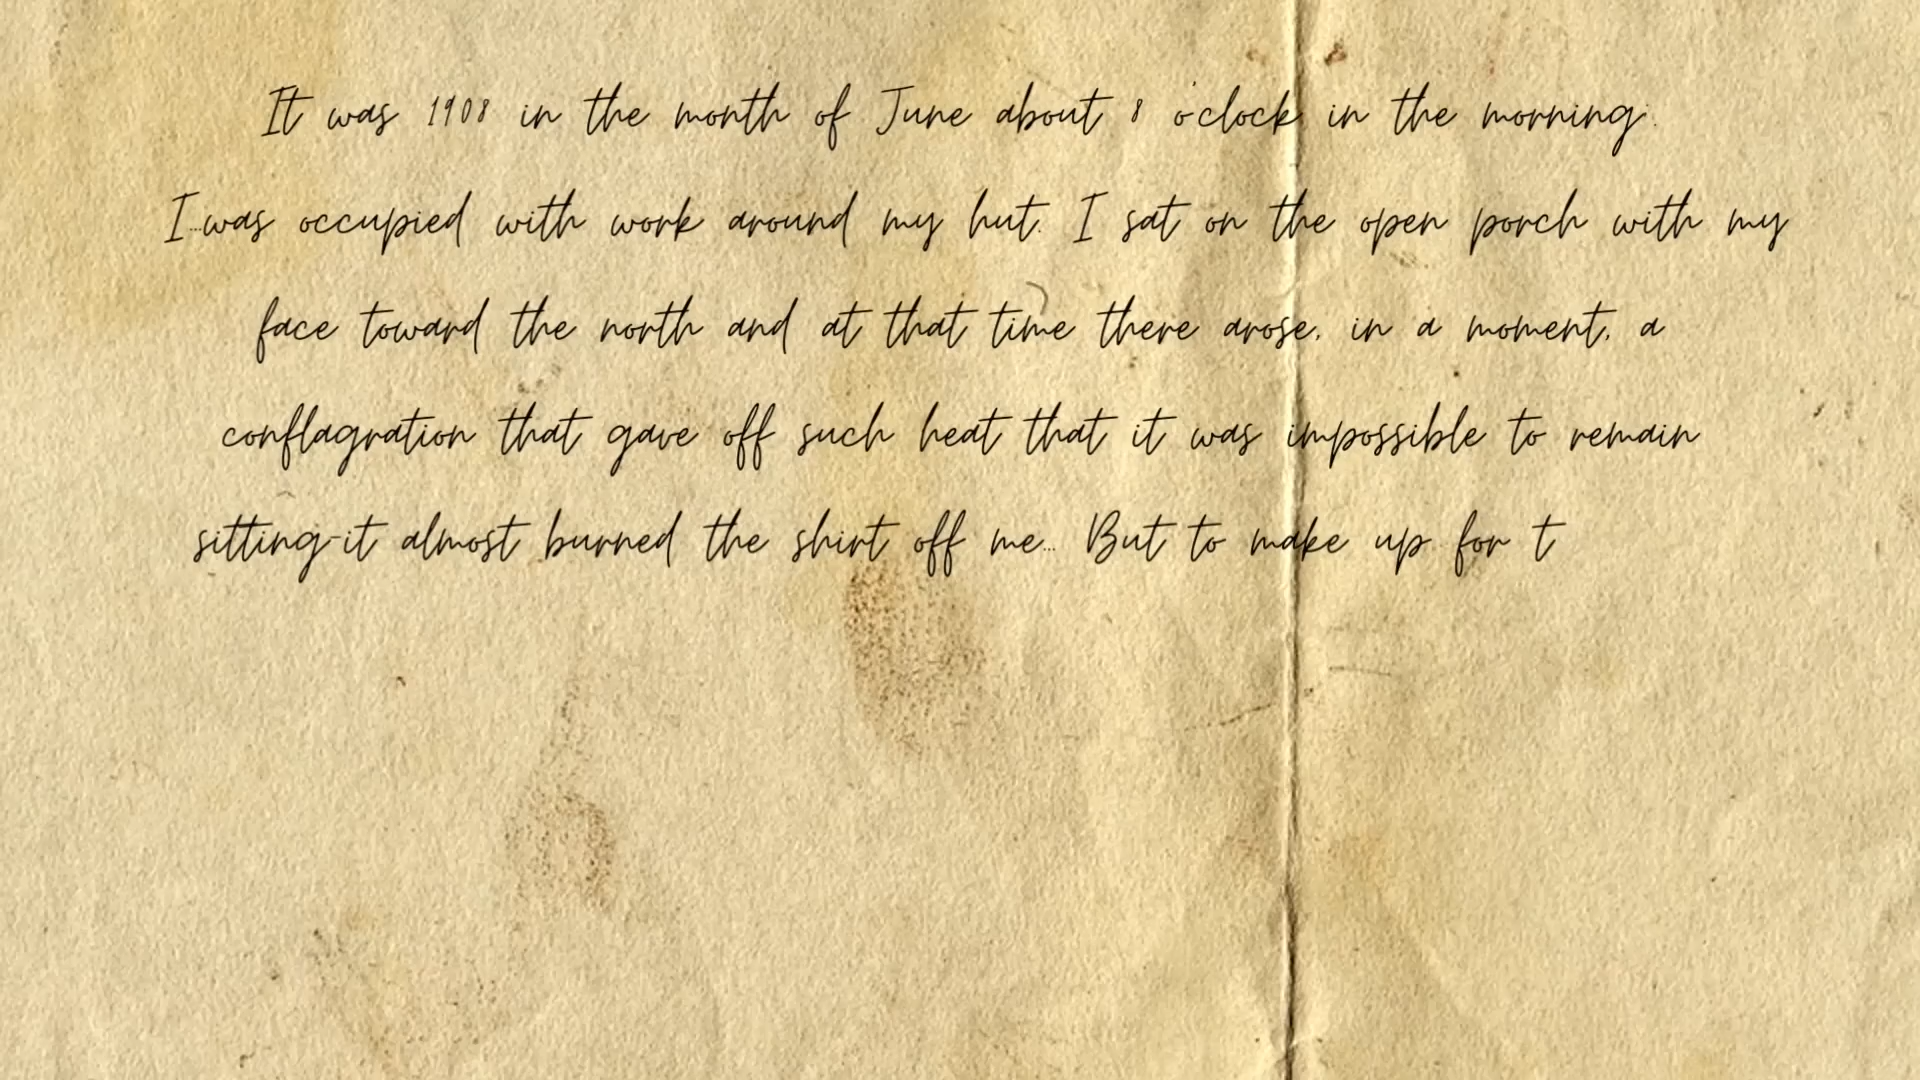 It was 1908 in the month of June about 8 o'clock in the morning;
I...was occupied with work around my hut. I sat on the open porch with my
face toward the north and at that time there arose, in a moment, a
conflagration that gave off such heat that it was impossible to remain
sitting-it almost burned the shirt off me... But to make up for t